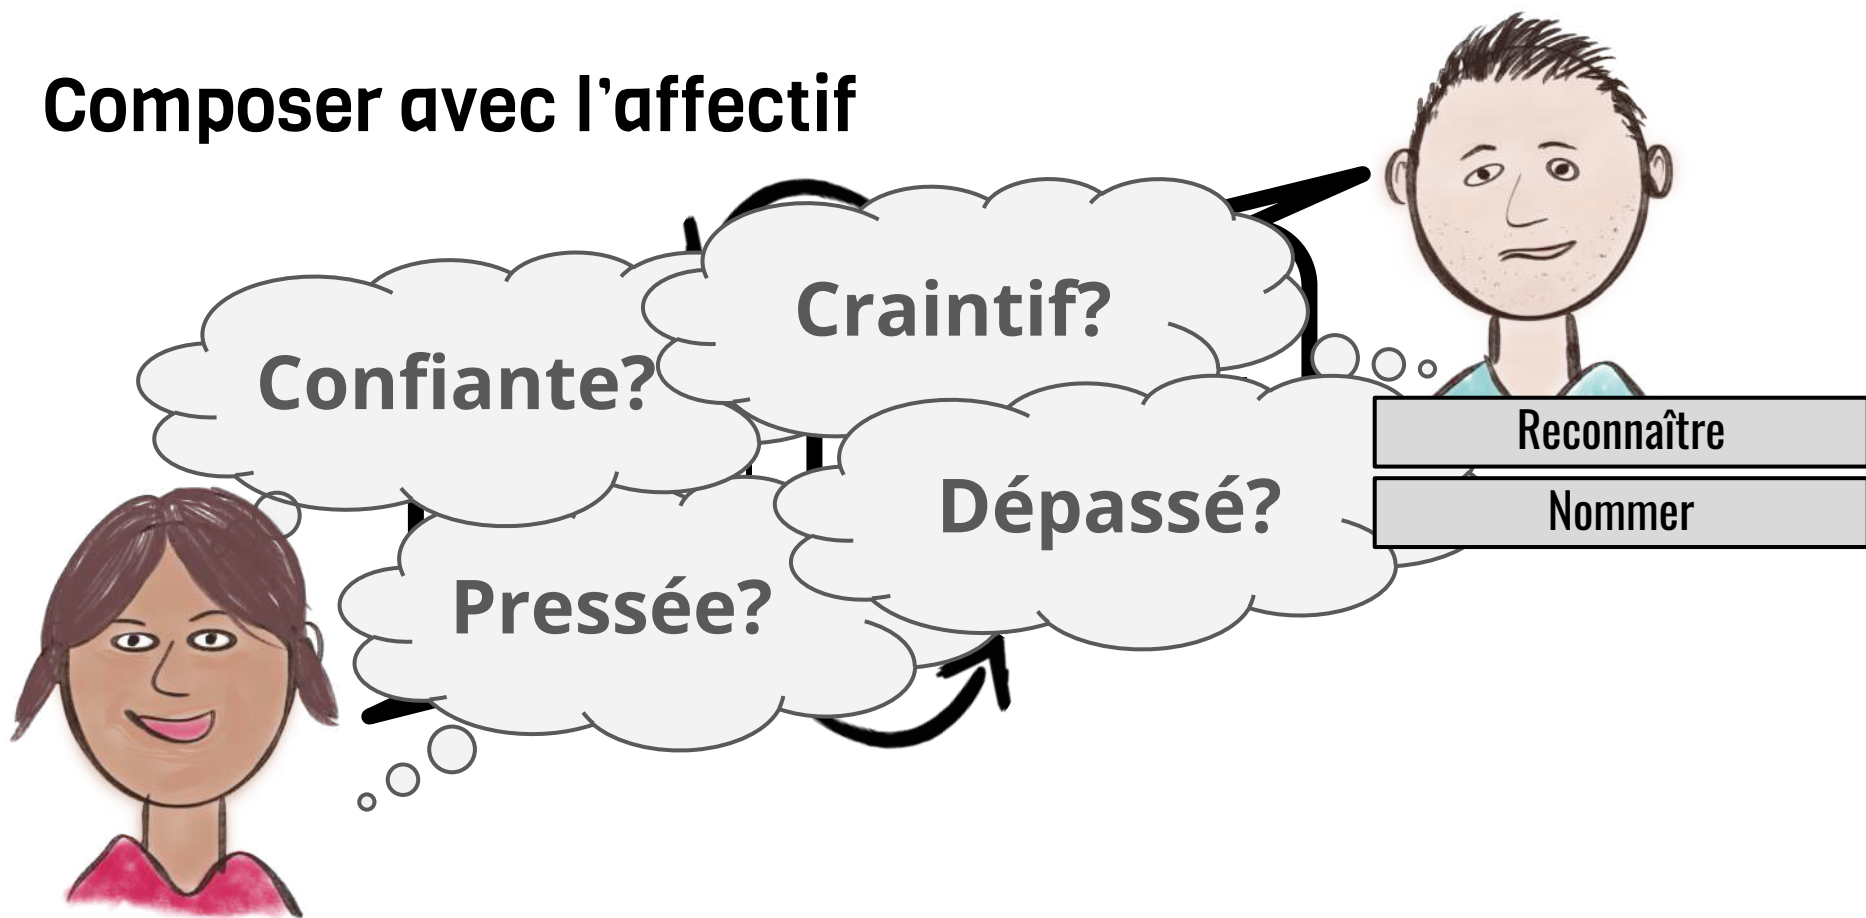 Composer avec l’affectif
Craintif?
Confiante?
Reconnaître
Dépassé?
Nommer
Pressée?